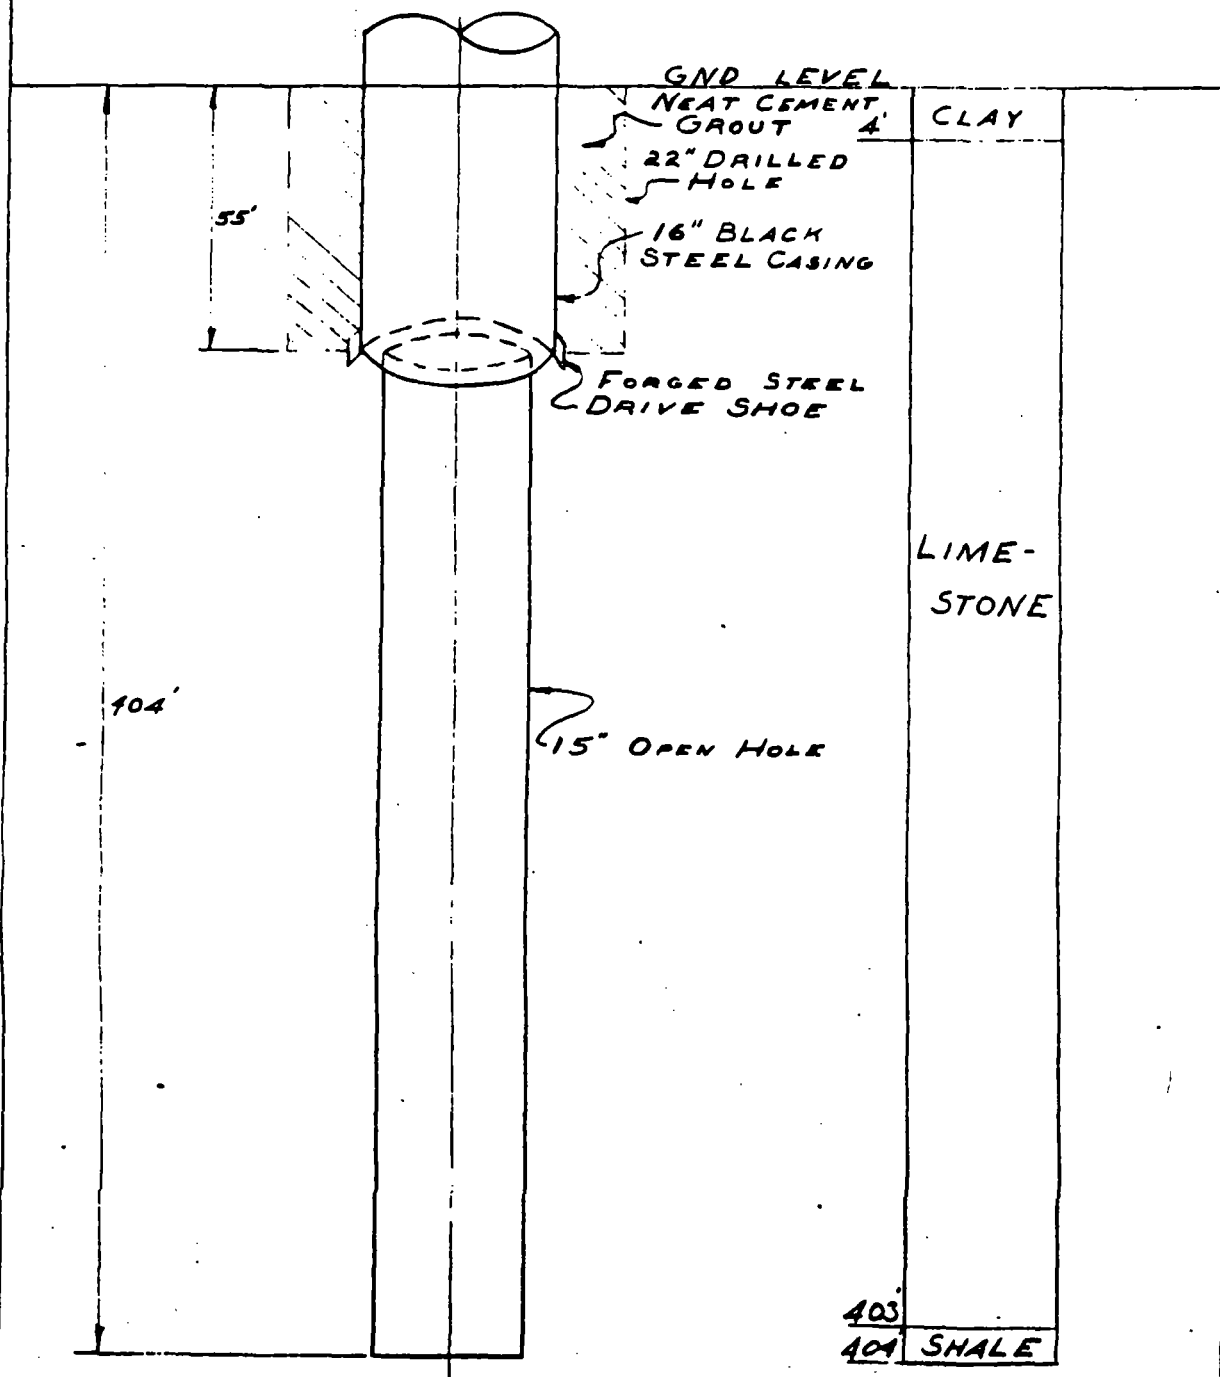 GND LEVEL
NEAT CEMENT
GROUT
4'
CLAY
22" DRILLED
HOLE
55'
16" BLACK
STEEL CASING
FORGED STEEL
DRIVE SHOE
LIME-
STONE
404'
15" OPEN HOLE
403'
404'
SHALE